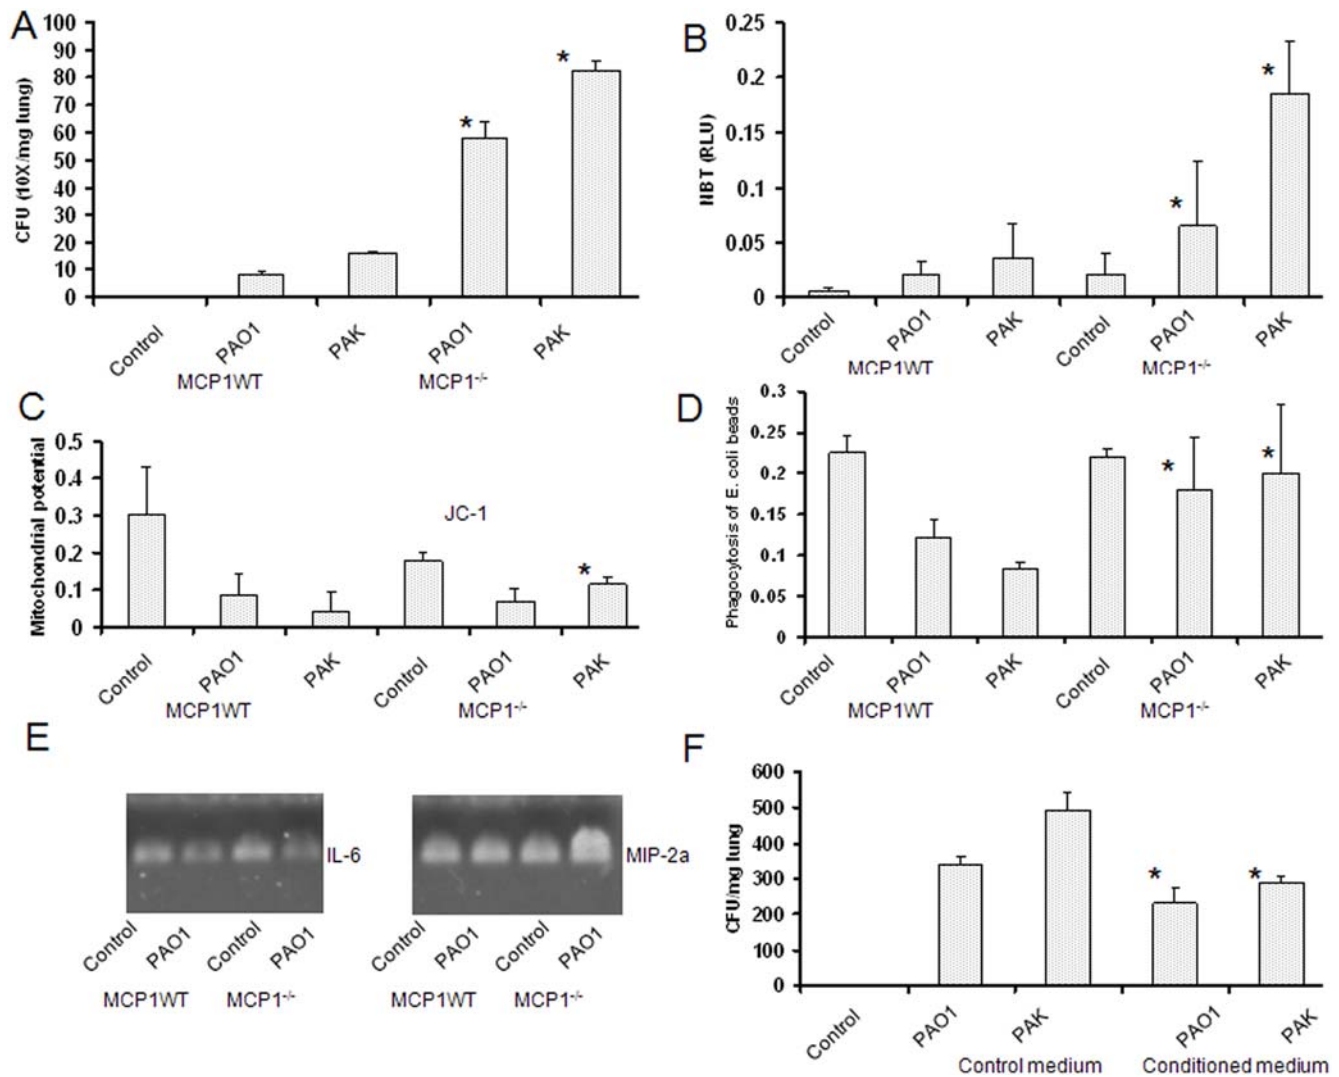 A
CFU (10X/mg lung)
100
90
80
70
60
50
40
30
20
10
0
*
*
Control
PAO1
PAK
PAO1
PAK
MCP1WT
MCP1-/-
B
NBT (RLU)
0.25
0.2
0.15
0.1
0.05
0
*
*
Control
PAO1
PAK
Control
PAO1
PAK
MCP1WT
MCP1-/-
C
Mitochondrial potential
0.5
0.4
0.3
0.2
0.1
0
JC-1
*
Control
PAO1
PAK
Control
PAO1
PAK
MCP1WT
MCP1-/-
D
Phagocytosis of E. coli beads
0.3
0.25
0.2
0.15
0.1
0.05
0
*
*
Control
PAO1
PAK
Control
PAO1
PAK
MCP1WT
MCP1-/-
E
IL-6
Control
PAO1
Control
PAO1
MCP1WT
MCP1-/-
MIP-2a
Control
PAO1
Control
PAO1
MCP1WT
MCP1-/-
F
CFU/mg lung
600
500
400
300
200
100
0
*
*
Control
PAO1
PAK
PAO1
PAK
Control medium
Conditioned medium